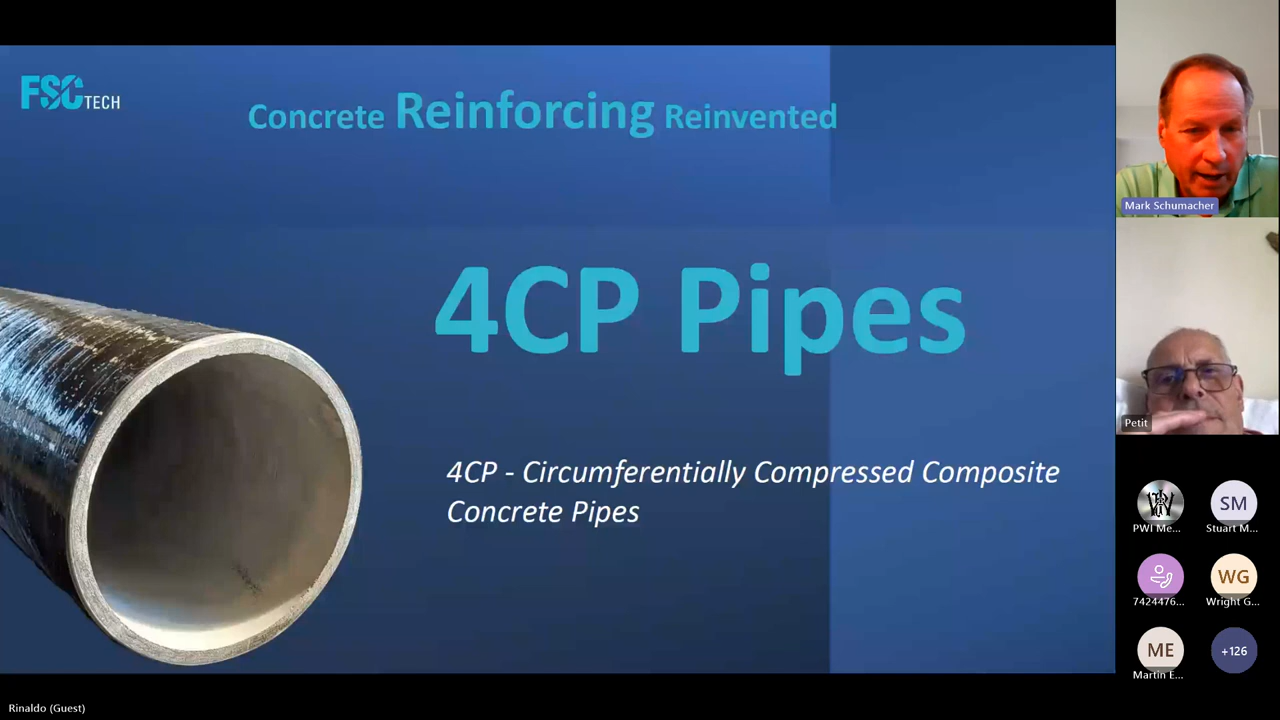 FSC TECH
Concrete Reinforcing Reinvented
4CP Pipes
4CP - Circumferentially Compressed Composite
Concrete Pipes
Mark Schumacher
Petit
PWI Me...
SM
Stuart M...
7424476...
WG
Wright G...
ME
Martin E...
+126
Rinaldo (Guest)